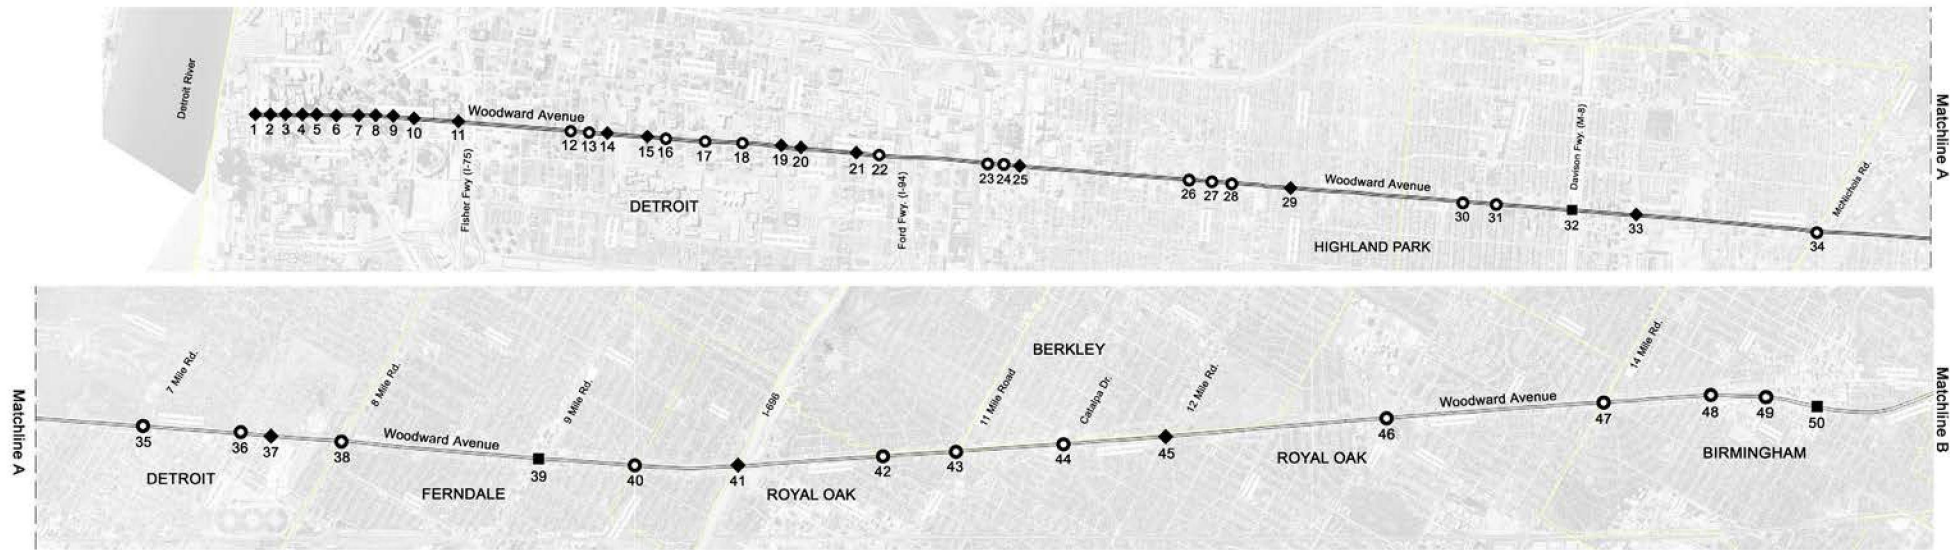 Detroit River
1 2 3 4 5 6 7 8 9 10 11
Woodward Avenue
12 13 14 15 16 17 18 19 20 21 22 23 24 25 26 27 28 29 30 31 32 33 34
Fisher Fwy (I-75)
DETROIT
Ford Fwy. (I-94)
Woodward Avenue
HIGHLAND PARK
Davison Fwy. (M-8)
McNichols Rd.
Matchline A
Matchline A
7 Mile Rd.
8 Mile Rd.
9 Mile Rd.
I-696
BERKLEY
11 Mile Road
Catalpa Dr.
12 Mile Rd.
14 Mile Rd.
Woodward Avenue
Woodward Avenue
35 36 37 38 39 40 41 42 43 44 45 46 47 48 49 50
DETROIT
FERNDALE
ROYAL OAK
ROYAL OAK
BIRMINGHAM
Matchline B